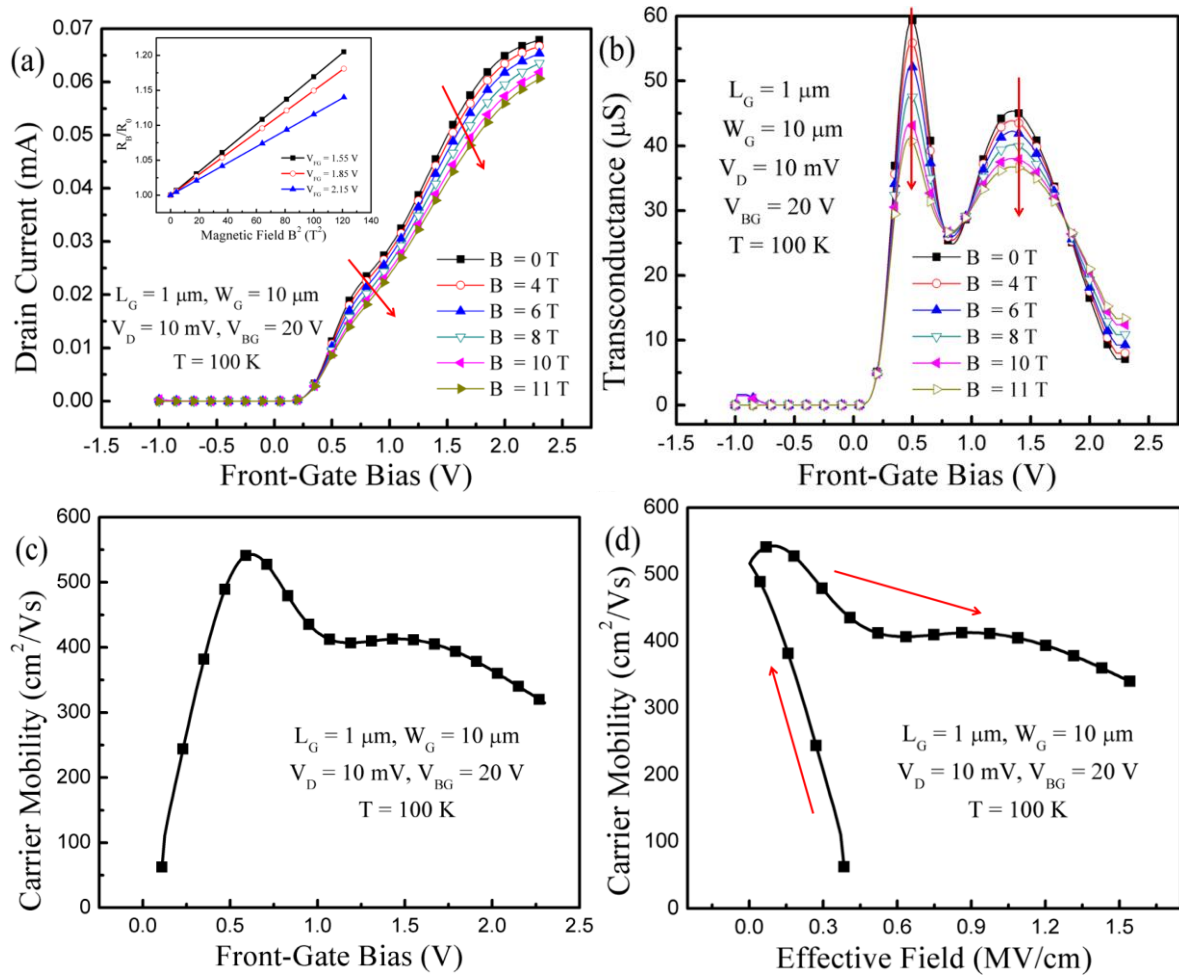 (a)
0.07
0.06
0.05
0.04
0.03
0.02
0.01
0.00
Drain Current (mA)
1.20
1.15
1.10
1.05
1.00
R_B/R_0
V_FG = 1.55 V
V_FG = 1.85 V
V_FG = 2.15 V
0 20 40 60 80 100 120 140
Magnetic Field B² (T²)
L_G = 1 μm, W_G = 10 μm
V_D = 10 mV, V_BG = 20 V
T = 100 K
B = 0 T
B = 4 T
B = 6 T
B = 8 T
B = 10 T
B = 11 T
-1.5 -1.0 -0.5 0.0 0.5 1.0 1.5 2.0 2.5
Front-Gate Bias (V)
(b)
60
50
40
30
20
10
0
Transconductance (μS)
L_G = 1 μm
W_G = 10 μm
V_D = 10 mV
V_BG = 20 V
T = 100 K
B = 0 T
B = 4 T
B = 6 T
B = 8 T
B = 10 T
B = 11 T
-1.5 -1.0 -0.5 0.0 0.5 1.0 1.5 2.0 2.5
Front-Gate Bias (V)
(c)
600
500
400
300
200
100
0
Carrier Mobility (cm²/Vs)
L_G = 1 μm, W_G = 10 μm
V_D = 10 mV, V_BG = 20 V
T = 100 K
0.0 0.5 1.0 1.5 2.0 2.5
Front-Gate Bias (V)
(d)
600
500
400
300
200
100
0
Carrier Mobility (cm²/Vs)
L_G = 1 μm, W_G = 10 μm
V_D = 10 mV, V_BG = 20 V
T = 100 K
0.0 0.3 0.6 0.9 1.2 1.5
Effective Field (MV/cm)